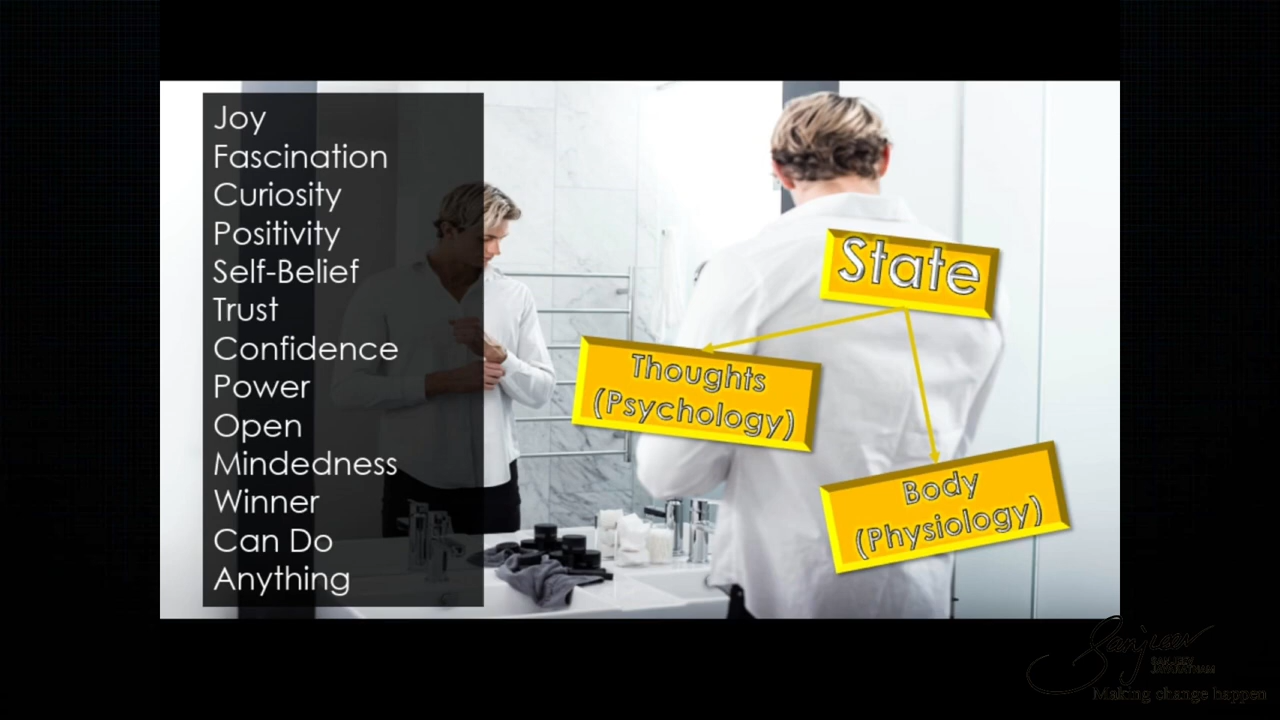 Joy
Fascination
Curiosity
Positivity
Self-Belief
Trust
Confidence
Power
Open
Mindedness
Winner
Can Do
Anything
State
Thoughts
(Psychology)
Body
(Physiology)
Sanjeev
Making change happen